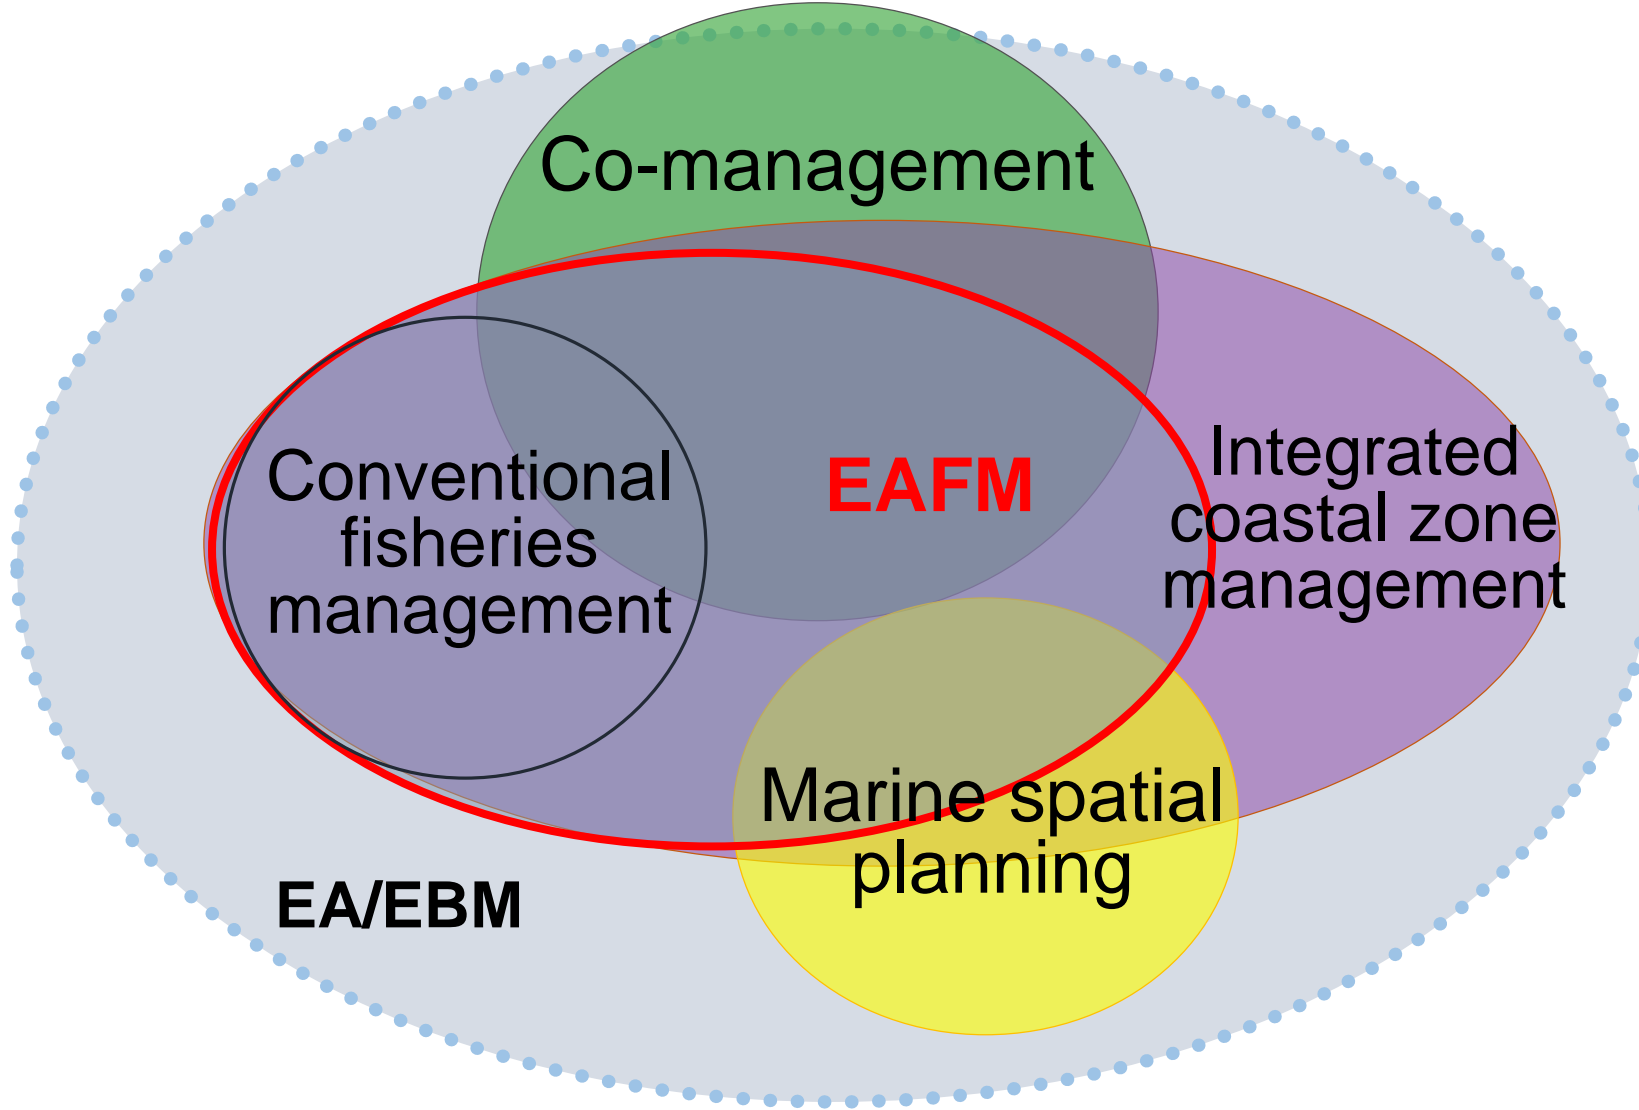 Co-management
Conventional
fisheries
management
EAFM
Integrated
coastal zone
management
Marine spatial
planning
EA/EBM